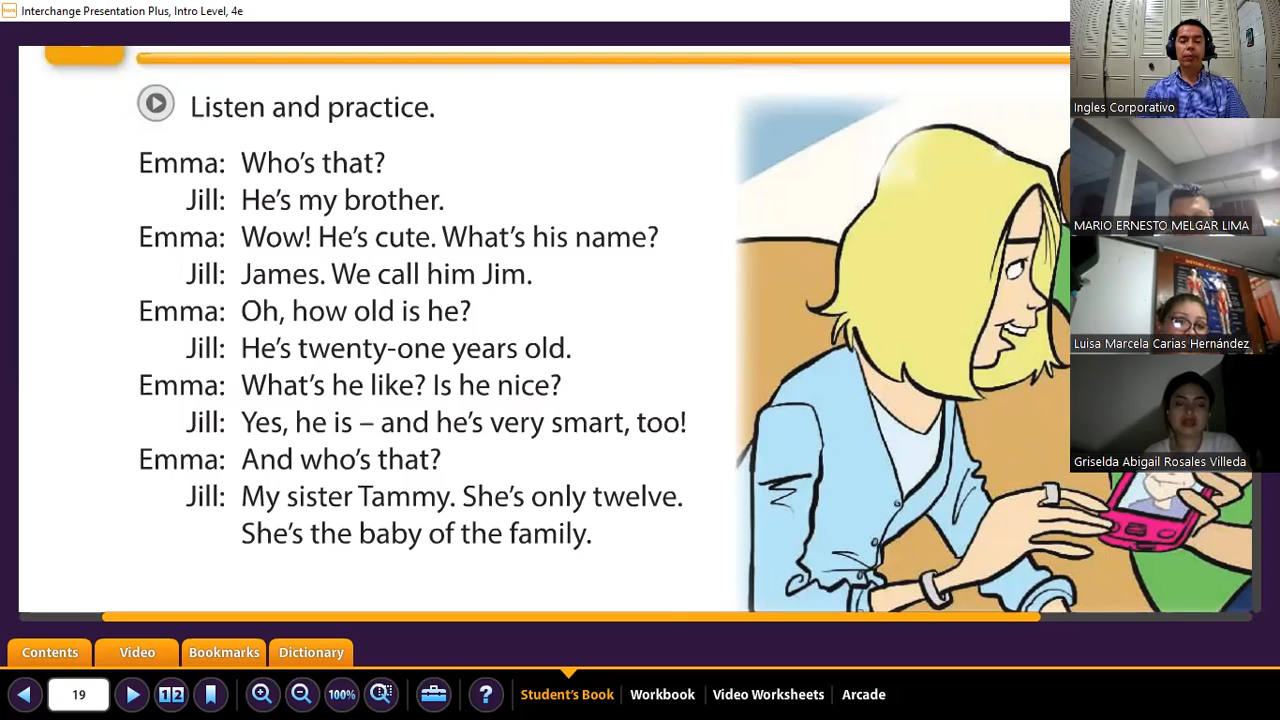 Interchange Presentation Plus, Intro Level, 4e
Listen and practice.
Emma: Who's that?
Jill: He's my brother.
Emma: Wow! He's cute. What's his name?
Jill: James. We call him Jim.
Emma: Oh, how old is he?
Jill: He's twenty-one years old.
Emma: What's he like? Is he nice?
Jill: Yes, he is – and he's very smart, too!
Emma: And who's that?
Jill: My sister Tammy. She's only twelve.
She's the baby of the family.
Ingles Corporativo
MARIO ERNESTO MELGAR LIMA
Luisa Marcela Carias Hernández
Griselda Abigail Rosales Villeda
Contents Video Bookmarks Dictionary
19 12 100% ? Student's Book Workbook Video Worksheets Arcade